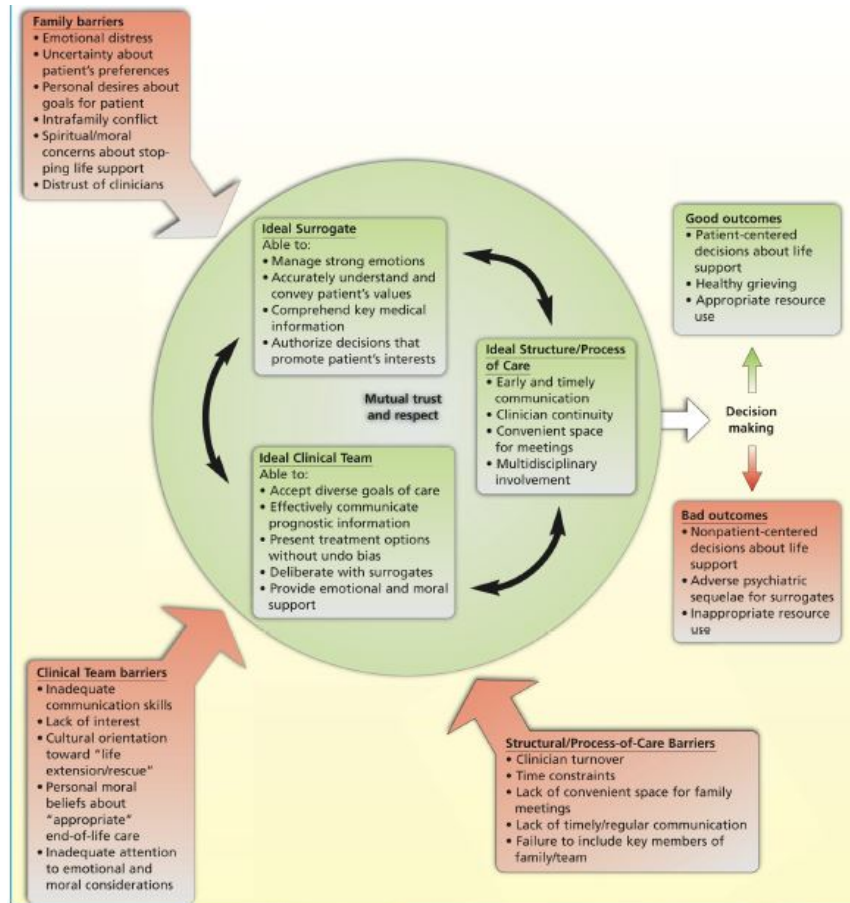 Family barriers
• Emotional distress
• Uncertainty about
patient's preferences
• Personal desires about
goals for patient
• Intrafamily conflict
• Spiritual/moral
concerns about stop-
ping life support
• Distrust of clinicians
Ideal Surrogate
Able to:
• Manage strong emotions
• Accurately understand and
convey patient's values
• Comprehend key medical
information
• Authorize decisions that
promote patient's interests
Ideal Structure/Process
of Care
• Early and timely
communication
• Clinician continuity
• Convenient space
for meetings
• Multidisciplinary
involvement
Mutual trust
and respect
Ideal Clinical Team
Able to:
• Accept diverse goals of care
• Effectively communicate
prognostic information
• Present treatment options
without undo bias
• Deliberate with surrogates
• Provide emotional and moral
support
Good outcomes
• Patient-centered
decisions about life
support
• Healthy grieving
• Appropriate resource
use
Decision
making
Bad outcomes
• Nonpatient-centered
decisions about life
support
• Adverse psychiatric
sequelae for surrogates
• Inappropriate resource
use
Clinical Team barriers
• Inadequate
communication skills
• Lack of interest
• Cultural orientation
toward "life
extension/rescue"
• Personal moral
beliefs about
"appropriate"
end-of-life care
• Inadequate attention
to emotional and
moral considerations
Structural/Process-of-Care Barriers
• Clinician turnover
• Time constraints
• Lack of convenient space for family
meetings
• Lack of timely/regular communication
• Failure to include key members of
family/team